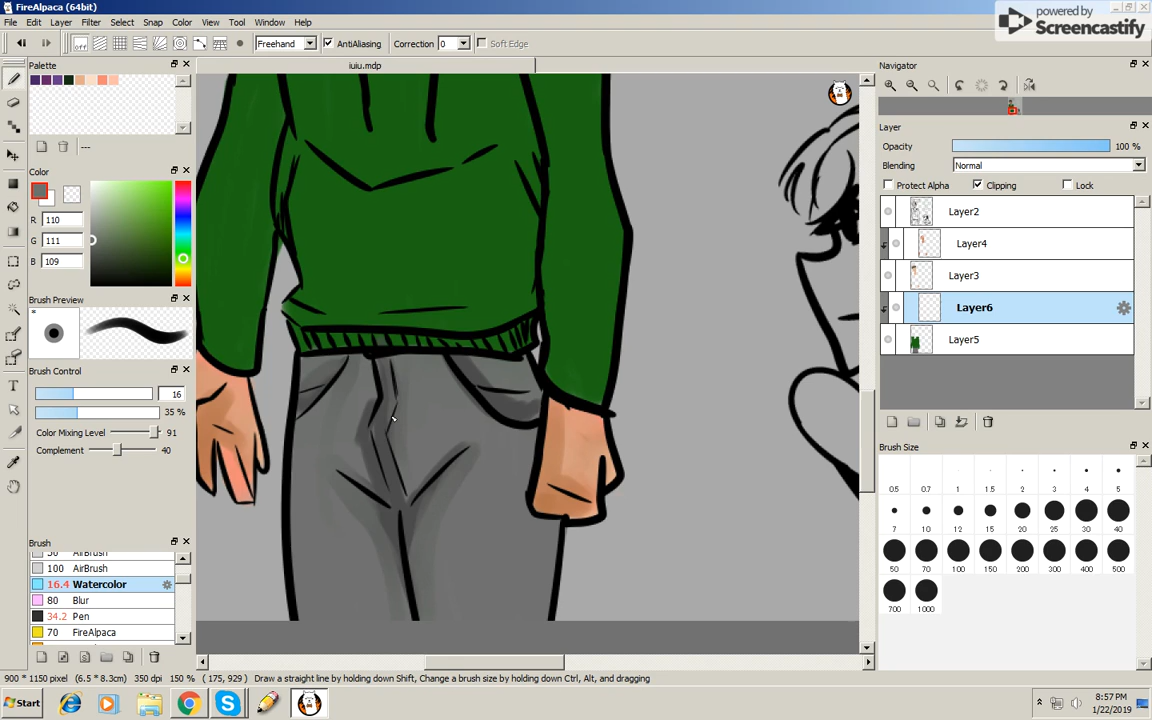 FireAlpaca (64bit)
File Edit Layer Filter Select Snap Color View Tool Window Help
powered by
Screencastify
off
Freehand
AntiAliasing
Correction 0
Soft Edge
Palette
iuiu.mdp
Navigator
---
Color
R 110
G 111
B 109
Brush Preview
Brush Control
16
35 %
Color Mixing Level 91
Complement 40
Brush
50 AirBrush
100 AirBrush
16.4 Watercolor
80 Blur
34.2 Pen
70 FireAlpaca
Layer
Opacity 100 %
Blending Normal
Protect Alpha Clipping Lock
Layer2
Layer4
Layer3
Layer6
Layer5
Brush Size
0.5 0.7 1 1.5 2 3 4 5
7 10 12 15 20 25 30 40
50 70 100 150 200 300 400 500
700 1000
900 * 1150 pixel (6.5 * 8.3cm) 350 dpi 150 % ( 175, 929 ) Draw a straight line by holding down Shift, Change a brush size by holding down Ctrl, Alt, and dragging
Start
8:57 PM
1/22/2019